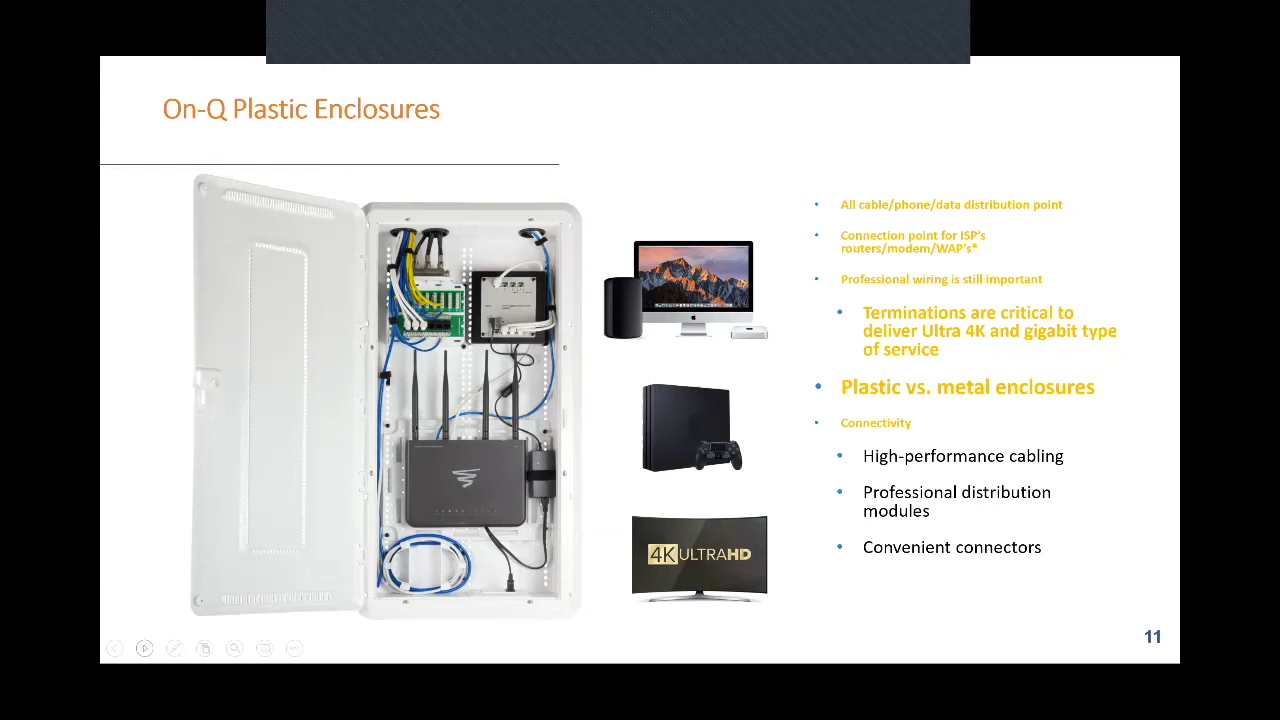 On-Q Plastic Enclosures
All cable/phone/data distribution point
Connection point for ISP's
routers/modem/WAP's*
Professional wiring is still important
Terminations are critical to
deliver Ultra 4K and gigabit type
of service
Plastic vs. metal enclosures
Connectivity
High-performance cabling
Professional distribution
modules
Convenient connectors
4K ULTRAHD
11